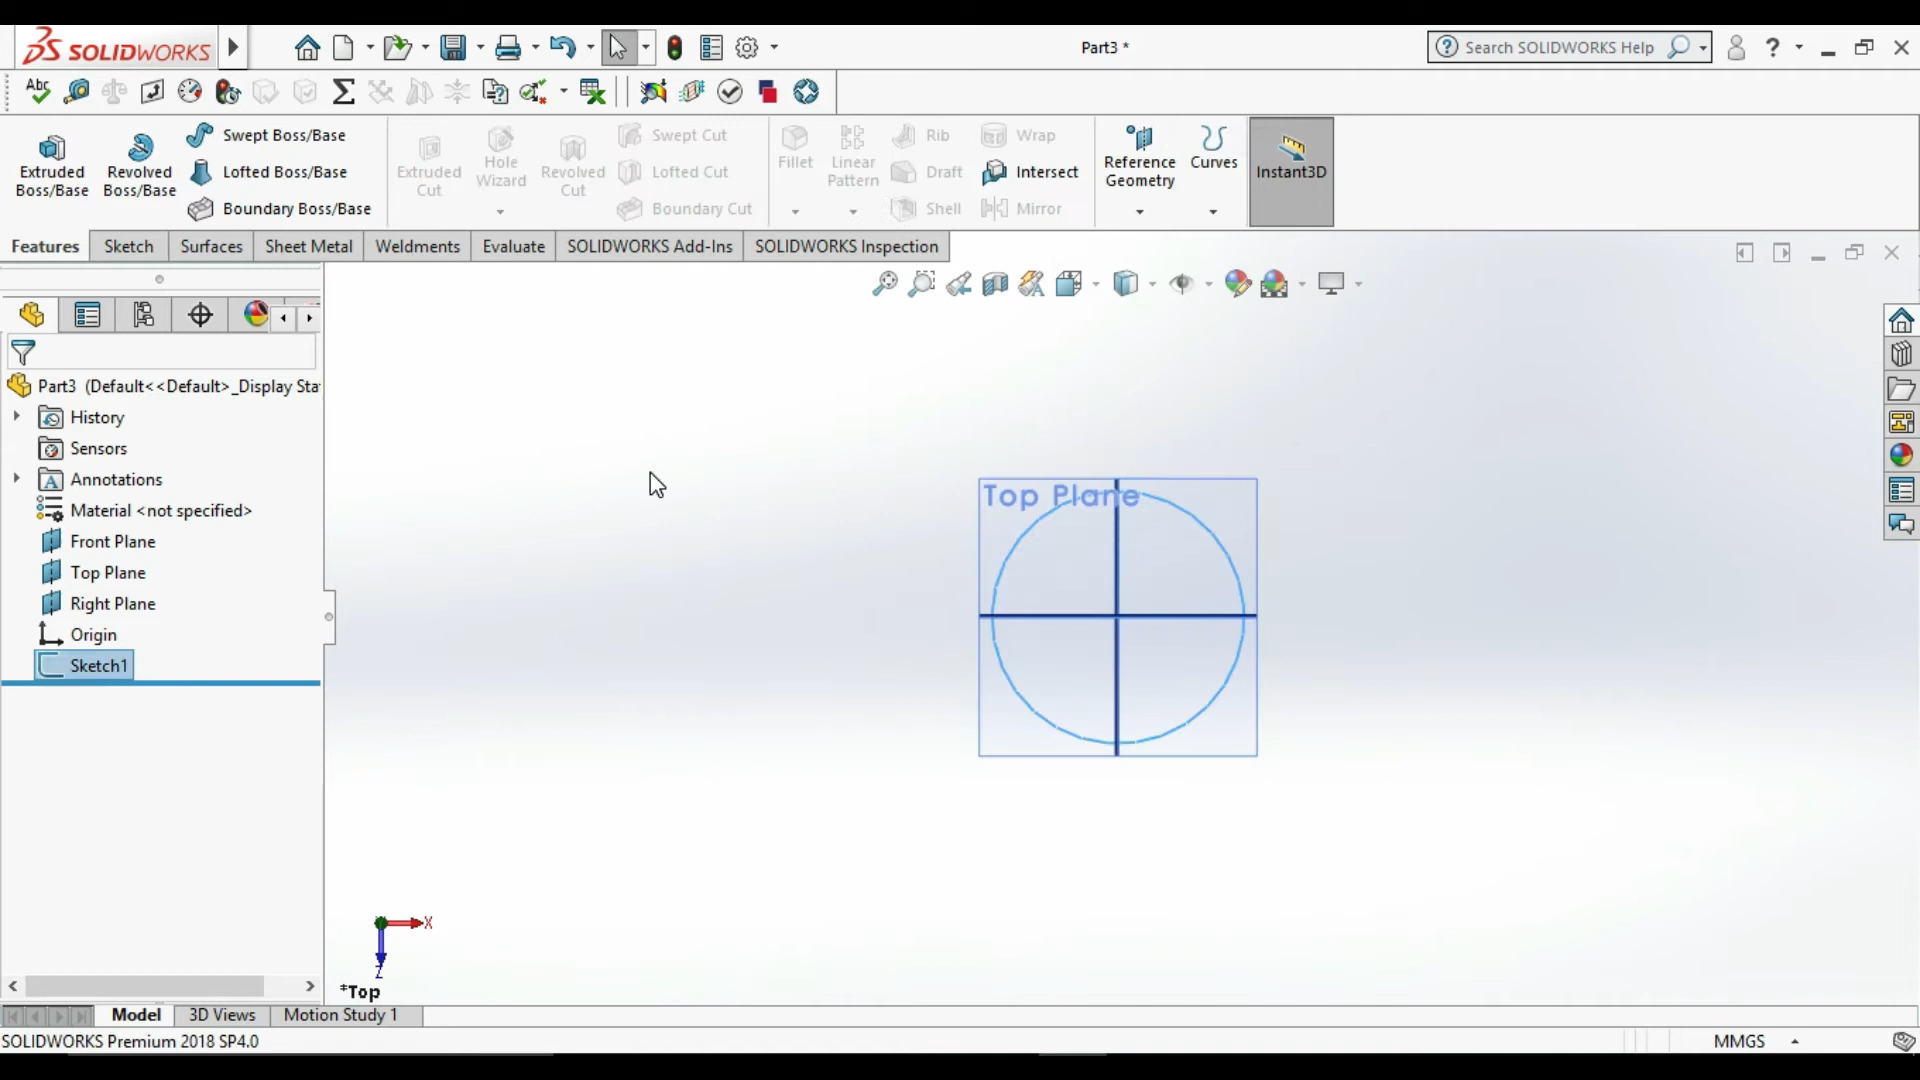 SOLIDWORKS
Part3 *
Search SOLIDWORKS Help
?
Abc
Extruded Boss/Base
Revolved Boss/Base
Swept Boss/Base
Lofted Boss/Base
Boundary Boss/Base
Extruded Cut
Hole Wizard
Revolved Cut
Swept Cut
Lofted Cut
Boundary Cut
Fillet
Linear Pattern
Rib
Draft
Shell
Wrap
Intersect
Mirror
Reference Geometry
Curves
Instant3D
Features
Sketch
Surfaces
Sheet Metal
Weldments
Evaluate
SOLIDWORKS Add-Ins
SOLIDWORKS Inspection
Part3 (Default<<Default>_Display Sta
History
Sensors
Annotations
Material <not specified>
Front Plane
Top Plane
Right Plane
Origin
Sketch1
Top Plane
X
Z
*Top
Model
3D Views
Motion Study 1
SOLIDWORKS Premium 2018 SP4.0
MMGS